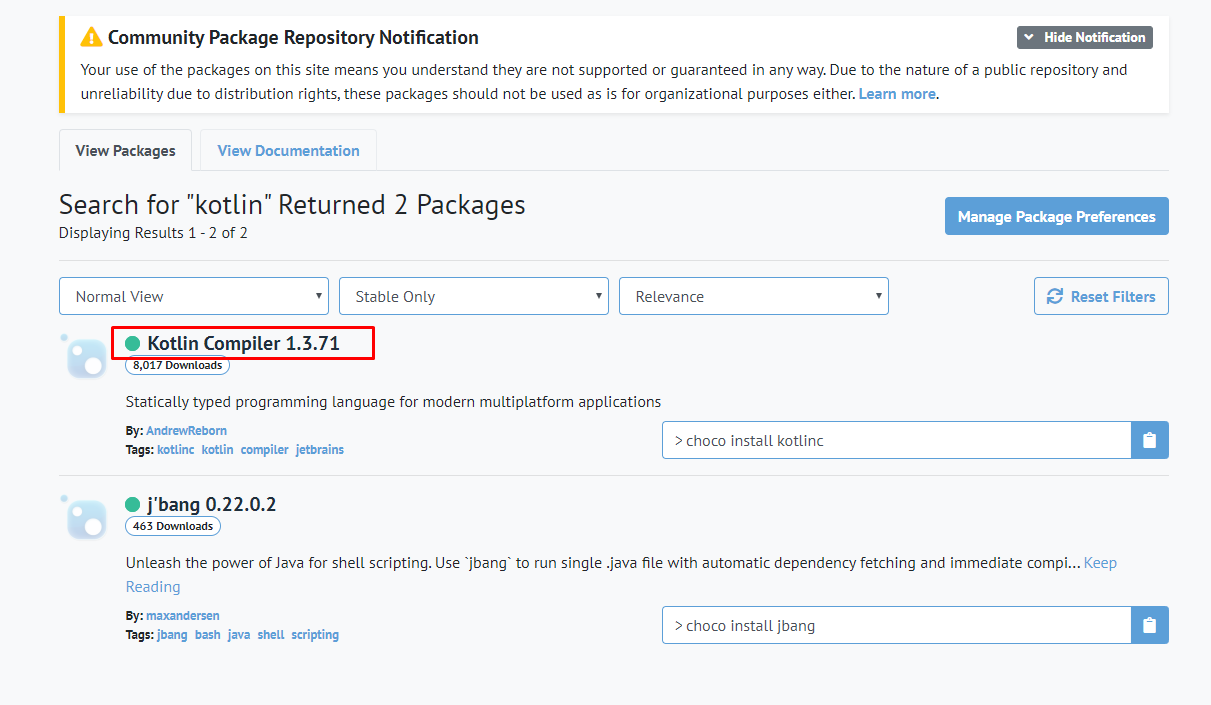 Community Package Repository Notification
Hide Notification
Your use of the packages on this site means you understand they are not supported or guaranteed in any way. Due to the nature of a public repository and
unreliability due to distribution rights, these packages should not be used as is for organizational purposes either. Learn more.
View Packages
View Documentation
Search for "kotlin" Returned 2 Packages
Displaying Results 1 - 2 of 2
Manage Package Preferences
Normal View
Stable Only
Relevance
Reset Filters
Kotlin Compiler 1.3.71
8,017 Downloads
Statically typed programming language for modern multiplatform applications
By: AndrewReborn
Tags: kotlinc kotlin compiler jetbrains
> choco install kotlinc
j'bang 0.22.0.2
463 Downloads
Unleash the power of Java for shell scripting. Use `jbang` to run single .java file with automatic dependency fetching and immediate compi... Keep
Reading
By: maxandersen
Tags: jbang bash java shell scripting
> choco install jbang